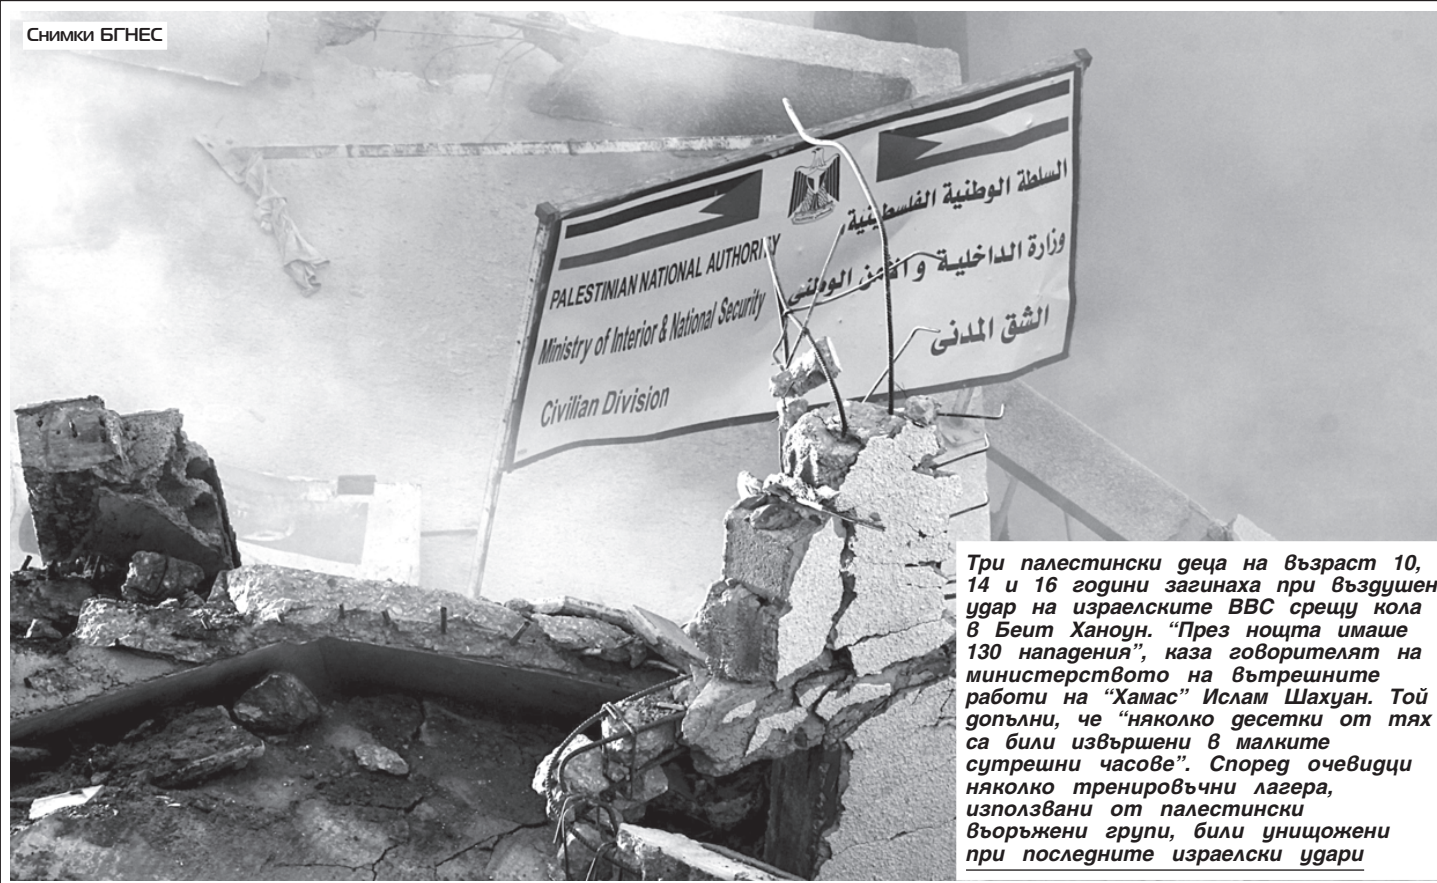 Снимки БГНЕС
PALESTINIAN NATIONAL AUTHORITY
Ministry of Interior & National Security
Civilian Division
السلطة الوطنية الفلسطينية
وزارة الداخلية و الأمن الوطني
الشق المدنى
Три палестински деца на възраст 10,
14 и 16 години загинаха при въздушен
удар на израелските ВВС срещу кола
в Беит Ханоун. “През нощта имаше
130 нападения”, каза говорителят на
министерството на вътрешните
работи на “Хамас” Ислам Шахуан. Той
допълни, че “няколко десетки от тях
са били извършени в малките
сутрешни часове”. Според очевидци
няколко тренировъчни лагера,
използвани от палестински
въоръжени групи, били унищожени
при последните израелски удари